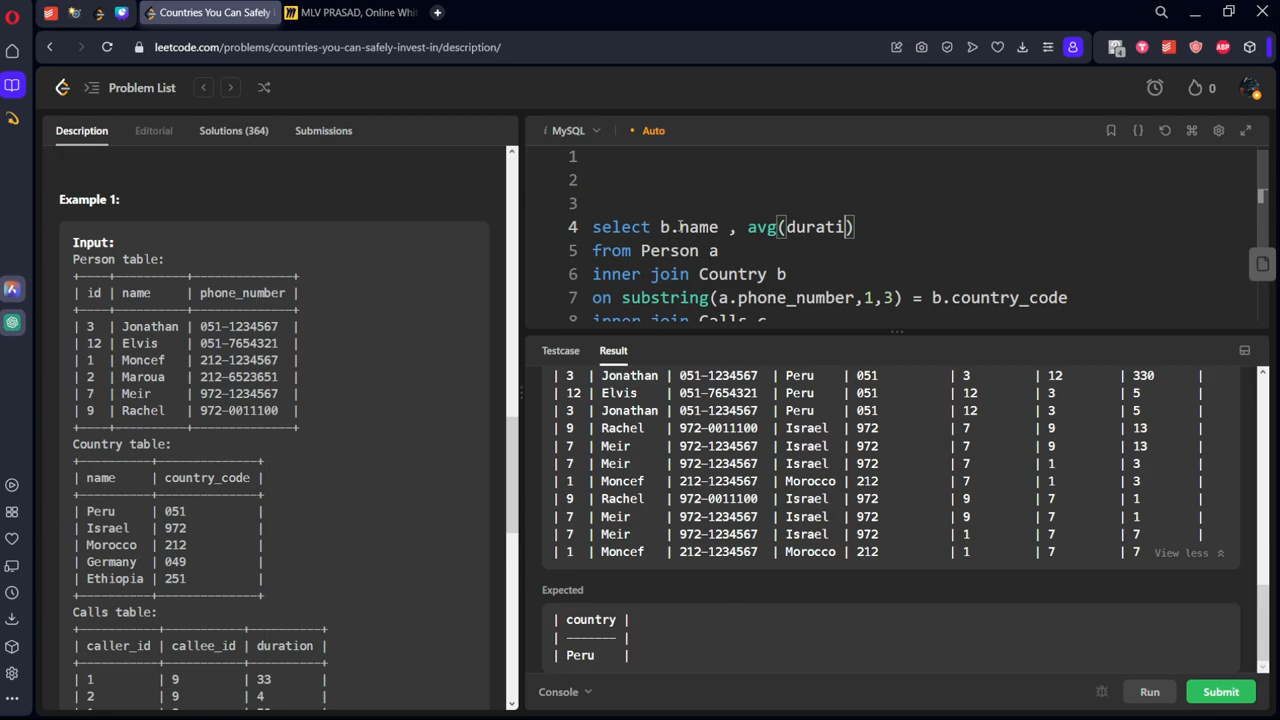 Countries You Can Safely I
MLV PRASAD, Online Whit
leetcode.com/problems/countries-you-can-safely-invest-in/description/
Problem List
0
Description
Editorial
Solutions (364)
Submissions
Example 1:
Input:
Person table:
+----+----------+--------------+
| id | name     | phone_number |
+----+----------+--------------+
| 3  | Jonathan | 051-1234567  |
| 12 | Elvis    | 051-7654321  |
| 1  | Moncef   | 212-1234567  |
| 2  | Maroua   | 212-6523651  |
| 7  | Meir     | 972-1234567  |
| 9  | Rachel   | 972-0011100  |
+----+----------+--------------+
Country table:
+----------+--------------+
| name     | country_code |
+----------+--------------+
| Peru     | 051          |
| Israel   | 972          |
| Morocco  | 212          |
| Germany  | 049          |
| Ethiopia | 251          |
+----------+--------------+
Calls table:
+-----------+-----------+----------+
| caller_id | callee_id | duration |
+-----------+-----------+----------+
| 1         | 9         | 33       |
| 2         | 9         | 4        |
i MySQL
• Auto
1
2
3
4 select b.name , avg(durati)
5 from Person a
6 inner join Country b
7 on substring(a.phone_number,1,3) = b.country_code
8 inner join Calls c
Testcase
Result
| 3 | Jonathan | 051-1234567 | Peru | 051 | 3 | 12 | 330 |
| 12 | Elvis | 051-7654321 | Peru | 051 | 12 | 3 | 5 |
| 3 | Jonathan | 051-1234567 | Peru | 051 | 12 | 3 | 5 |
| 9 | Rachel | 972-0011100 | Israel | 972 | 7 | 9 | 13 |
| 7 | Meir | 972-1234567 | Israel | 972 | 7 | 9 | 13 |
| 7 | Meir | 972-1234567 | Israel | 972 | 7 | 1 | 3 |
| 1 | Moncef | 212-1234567 | Morocco | 212 | 7 | 1 | 3 |
| 9 | Rachel | 972-0011100 | Israel | 972 | 9 | 7 | 1 |
| 7 | Meir | 972-1234567 | Israel | 972 | 9 | 7 | 1 |
| 7 | Meir | 972-1234567 | Israel | 972 | 1 | 7 | 7 |
| 1 | Moncef | 212-1234567 | Morocco | 212 | 1 | 7 | 7 View less
Expected
| country |
| ------- |
| Peru    |
Console
Run
Submit